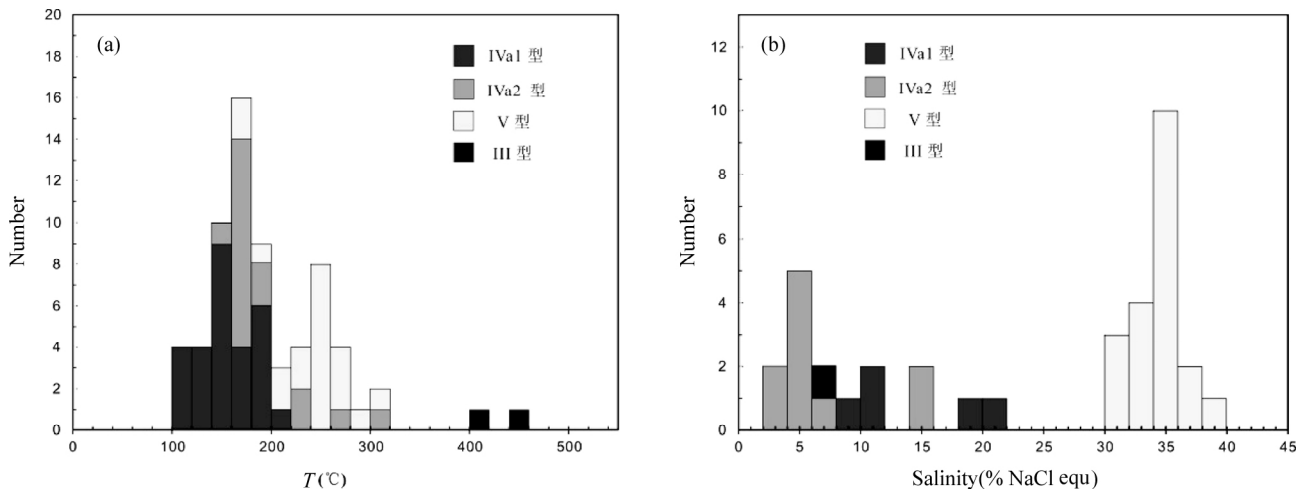 (a)
IVa1 型
IVa2 型
V 型
III 型
Number
20
18
16
14
12
10
8
6
4
2
0
0
100
200
300
400
500
T(℃)
(b)
IVa1 型
IVa2 型
V 型
III 型
Number
12
10
8
6
4
2
0
0
5
10
15
20
25
30
35
40
45
Salinity(% NaCl equ)